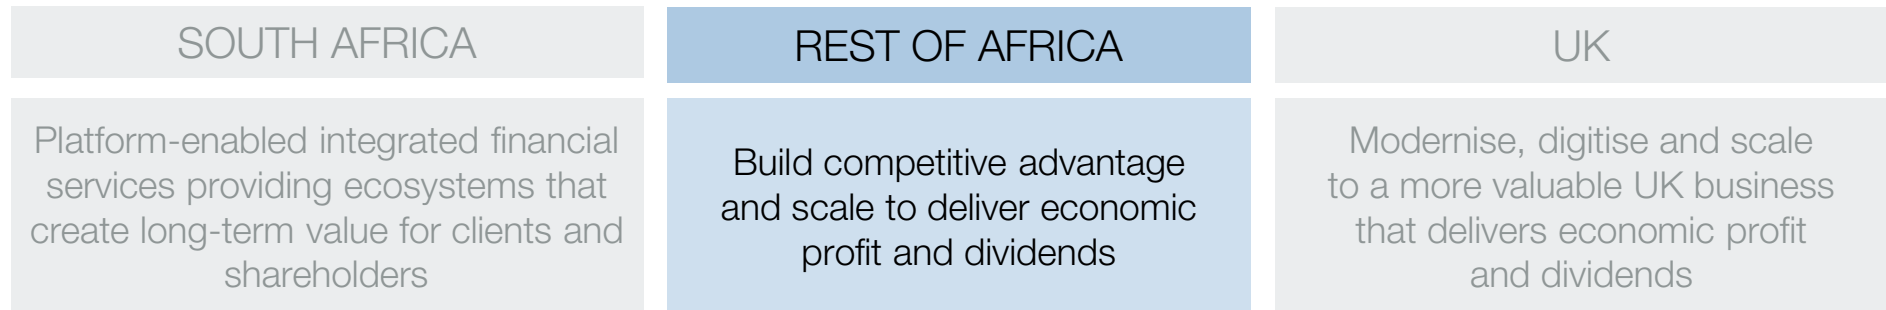 SOUTH AFRICA
Platform-enabled integrated financial
services providing ecosystems that
create long-term value for clients and
shareholders
REST OF AFRICA
Build competitive advantage
and scale to deliver economic
profit and dividends
UK
Modernise, digitise and scale
to a more valuable UK business
that delivers economic profit
and dividends